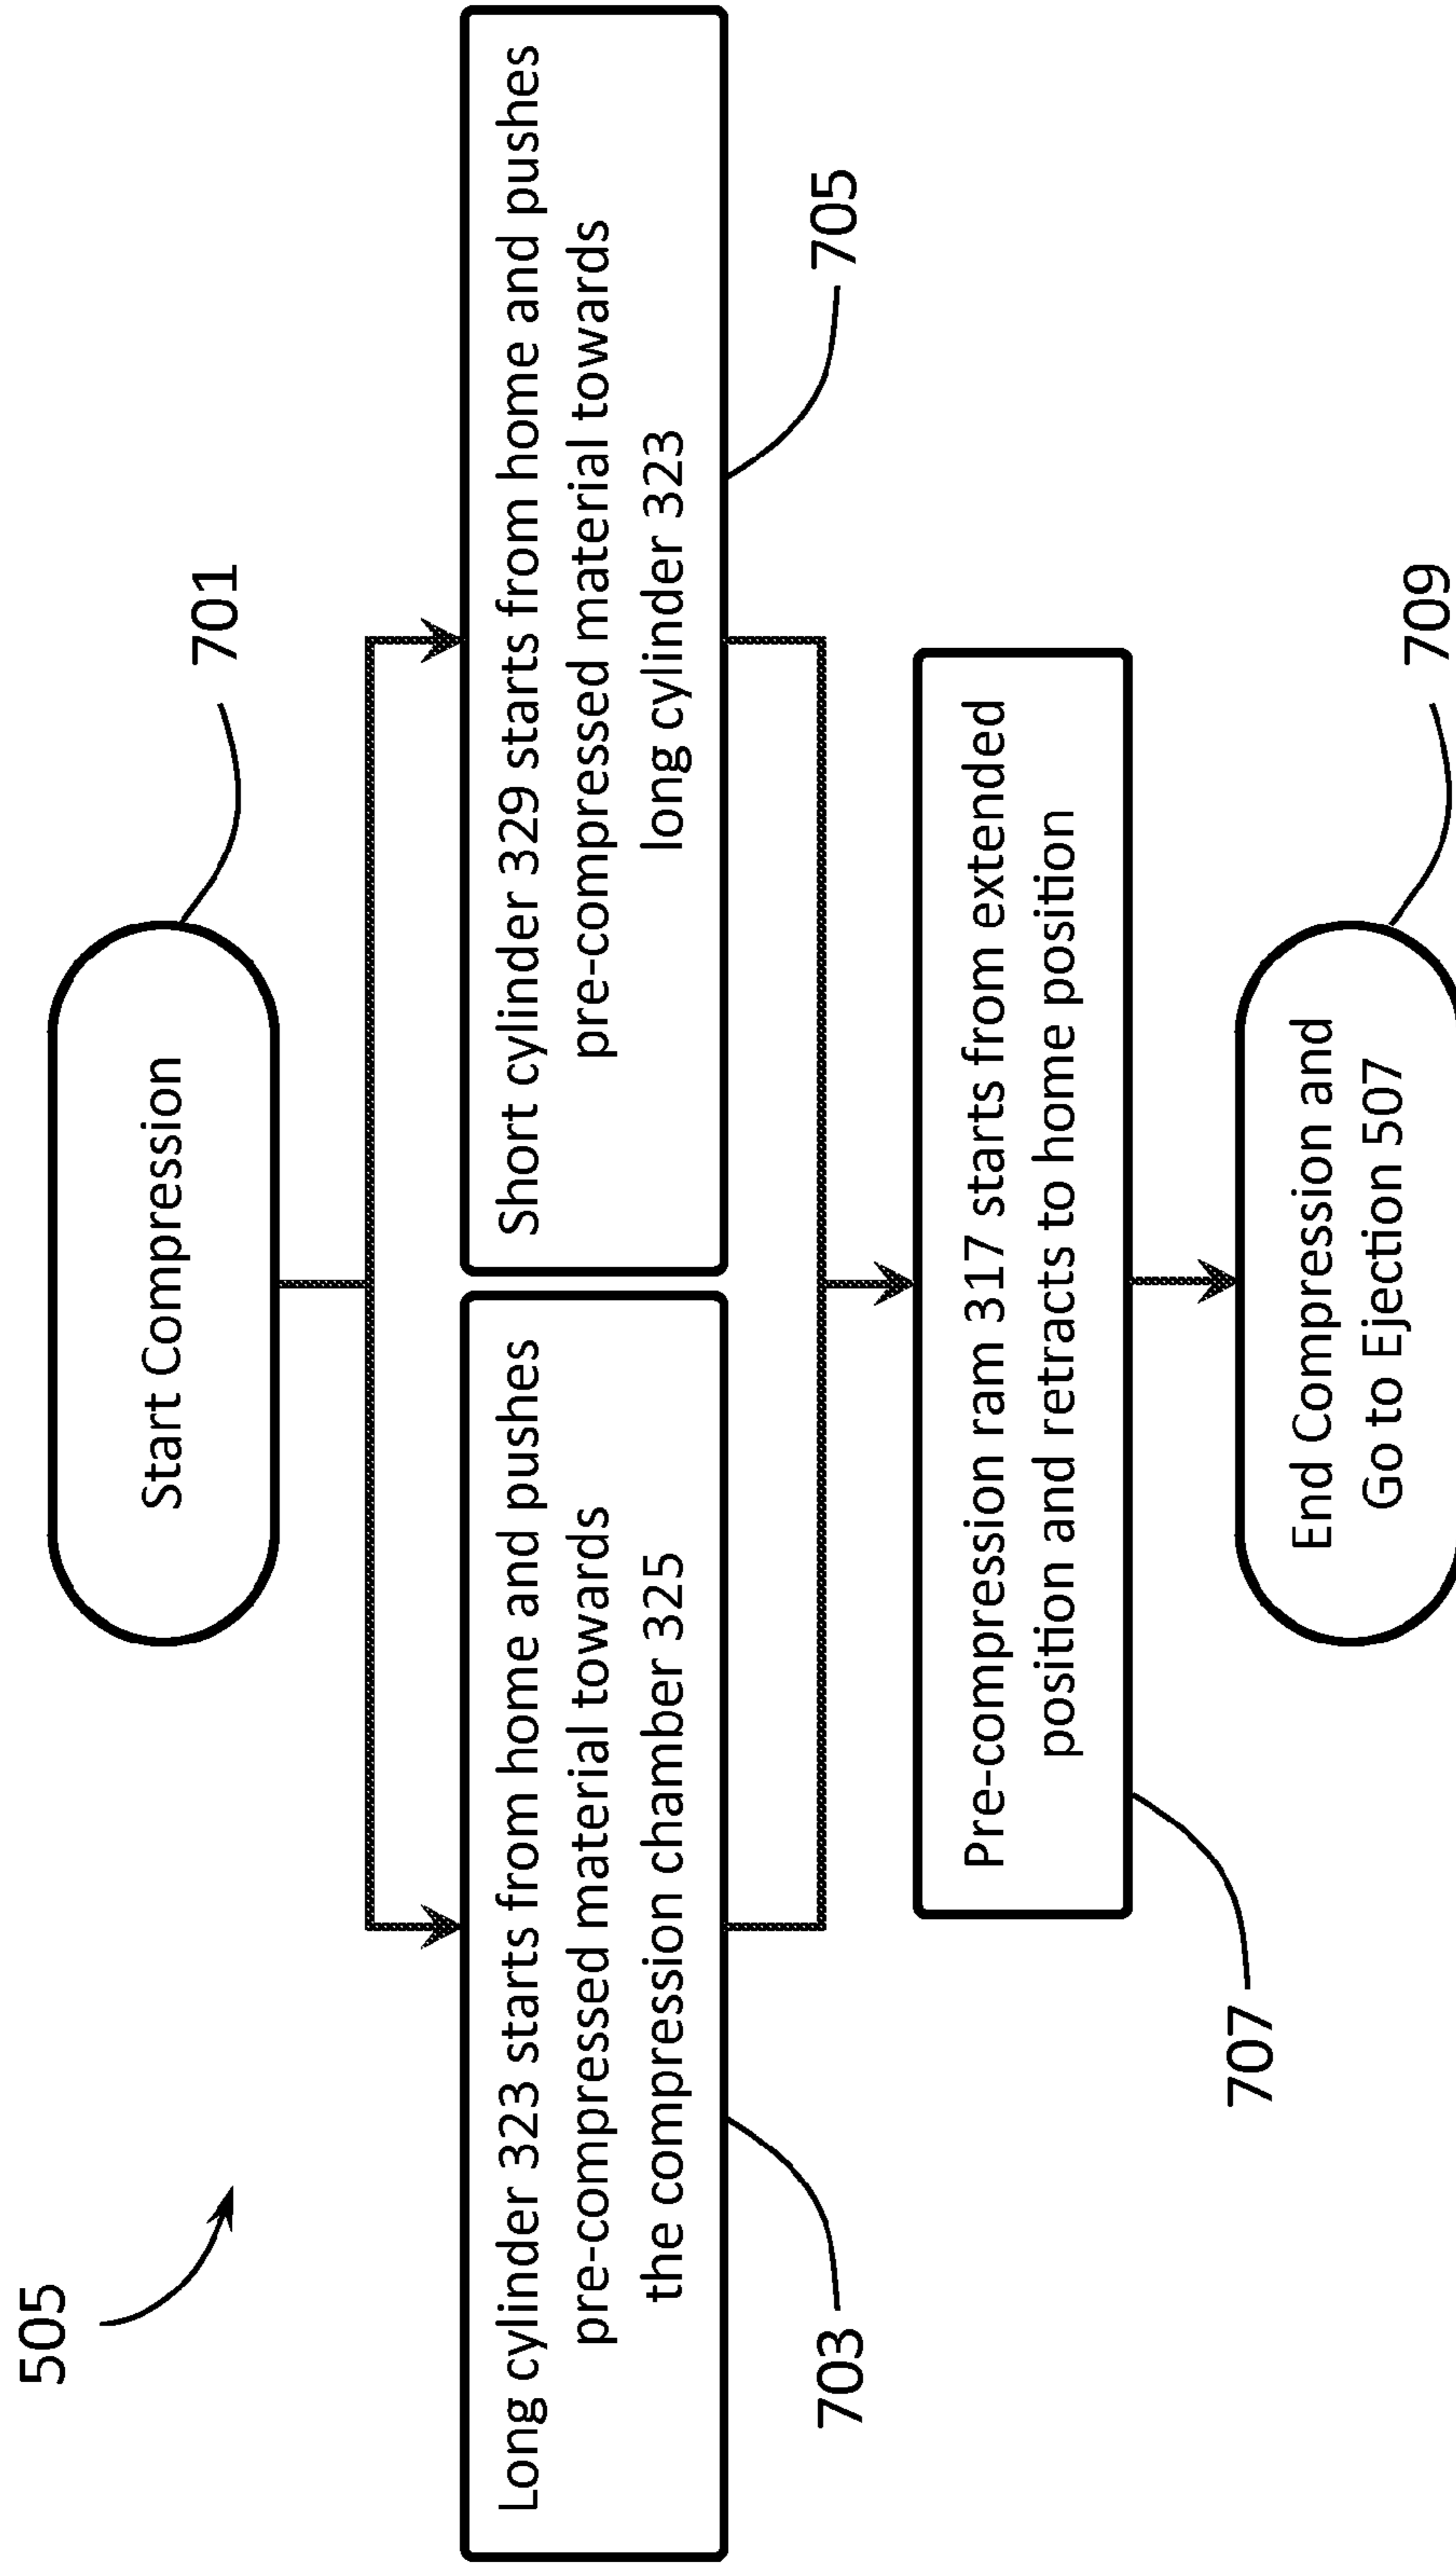 505
Start Compression
701
Long cylinder 323 starts from home and pushes
pre-compressed material towards
the compression chamber 325
703
Short cylinder 329 starts from home and pushes
pre-compressed material towards
long cylinder 323
705
Pre-compression ram 317 starts from extended
position and retracts to home position
707
End Compression and
Go to Ejection 507
709